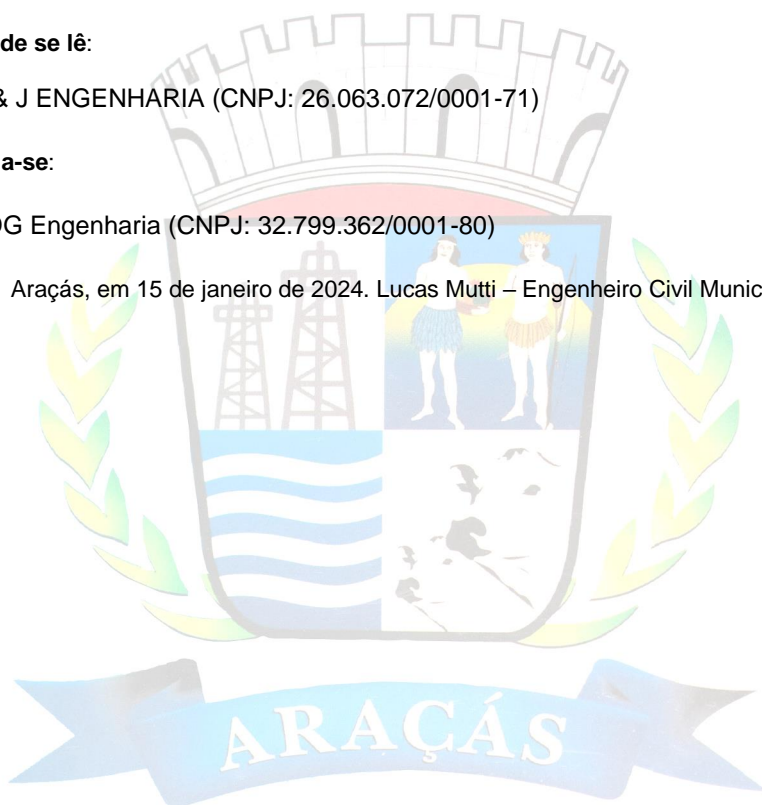 de se lê:
& J ENGENHARIA (CNPJ: 26.063.072/0001-71)
a-se:
G Engenharia (CNPJ: 32.799.362/0001-80)
Araçás, em 15 de janeiro de 2024. Lucas Mutti – Engenheiro Civil Munic
ARAÇÁS